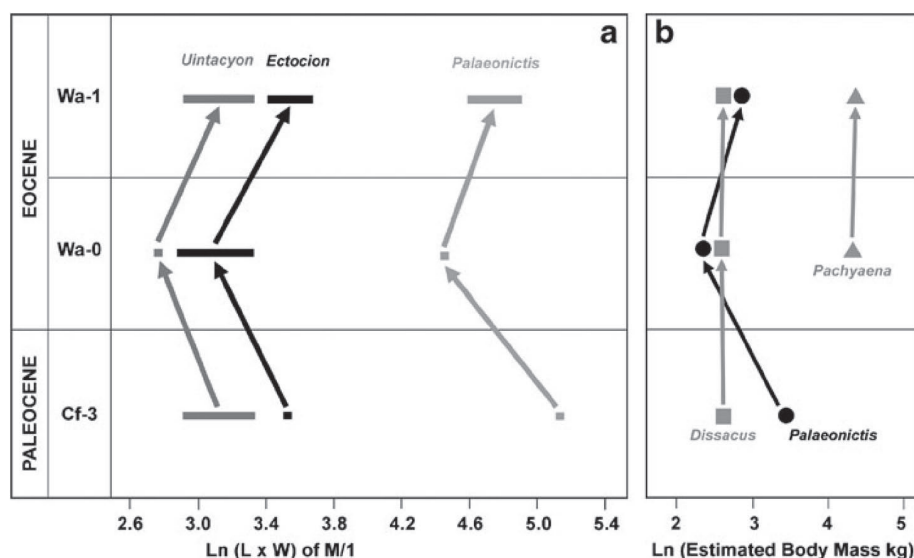 a
b
Uintacyon Ectocion Palaeonictis
Wa-1
EOCENE
Wa-0
Pachyaena
PALEOCENE
Cf-3
Dissacus Palaeonictis
2.6 3.0 3.4 3.8 4.2 4.6 5.0 5.4
2 3 4 5
Ln (L x W) of M/1
Ln (Estimated Body Mass kg)